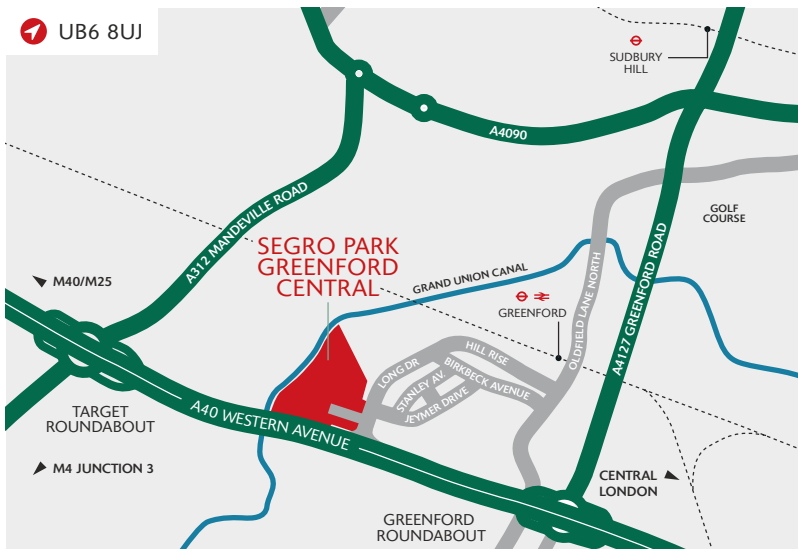 UB6 8UJ
SUDBURY
HILL
A4090
A312 MANDEVILLE ROAD
GOLF
COURSE
SEGRO PARK
GREENFORD
CENTRAL
M40/M25
GRAND UNION CANAL
OLDFIELD LANE NORTH
A4127 GREENFORD ROAD
GREENFORD
HILL RISE
LONG DR
STANLEY AV.
BIRKBECK AVENUE
JEYMER DRIVE
TARGET
ROUNDABOUT
A40 WESTERN AVENUE
M4 JUNCTION 3
CENTRAL
LONDON
GREENFORD
ROUNDABOUT